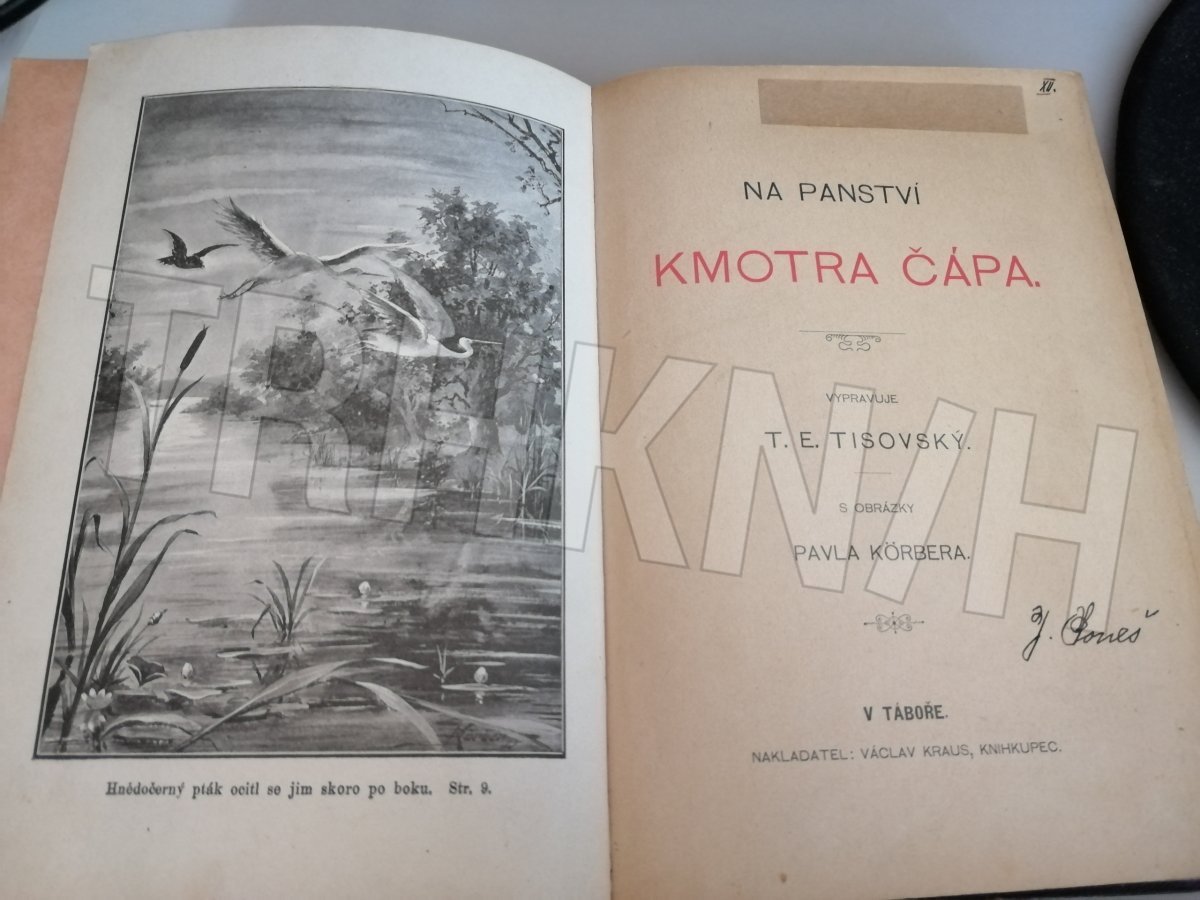 Hnědočerný pták ocitl se jim skoro po boku. Str. 9.
XII.
NA PANSTVÍ
KMOTRA ČÁPA.
VYPRAVUJE
T. E. TISOVSKÝ.
S OBRÁZKY
PAVLA KÖRBERA.
V TÁBOŘE.
NAKLADATEL: VÁCLAV KRAUS, KNIHKUPEC.